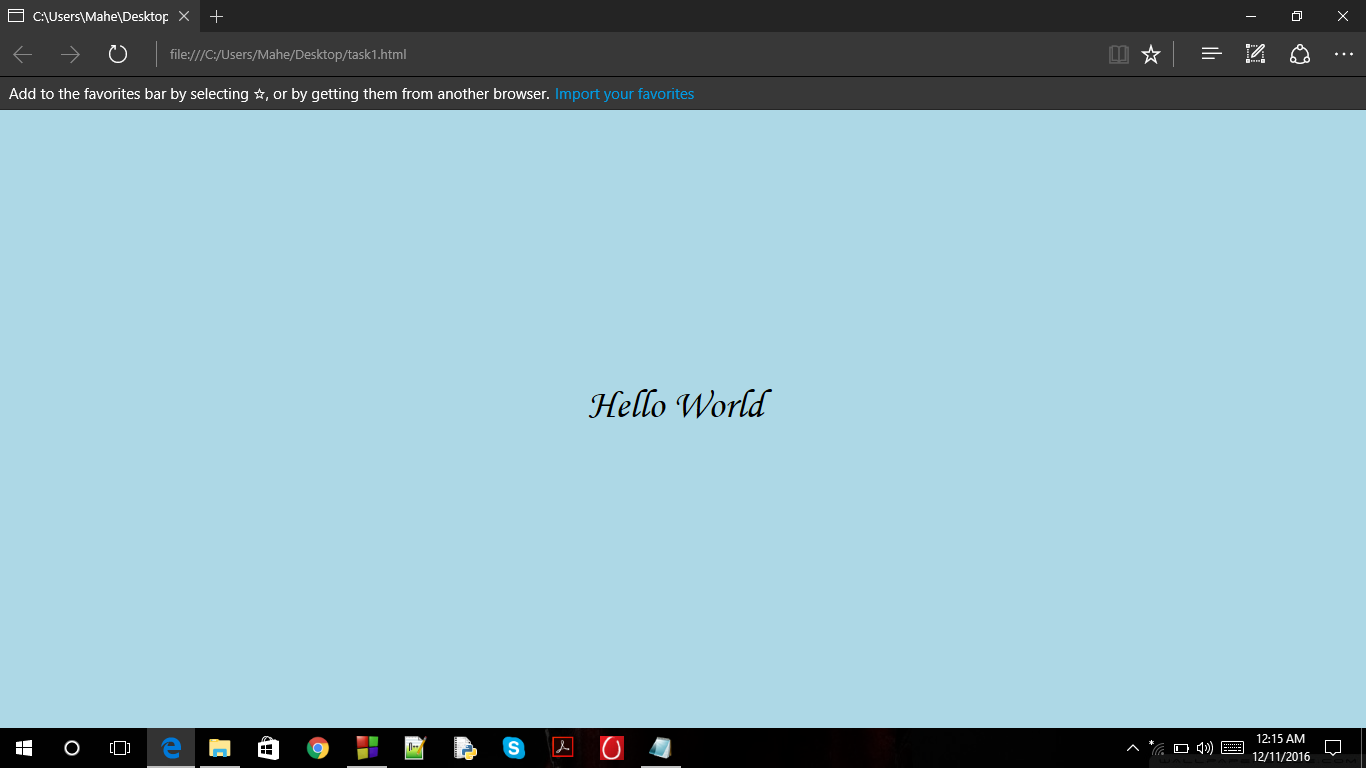 C:\Users\Mahe\Desktop
file:///C:/Users/Mahe/Desktop/task1.html
Add to the favorites bar by selecting ☆, or by getting them from another browser. Import your favorites
Hello World
12:15 AM
12/11/2016